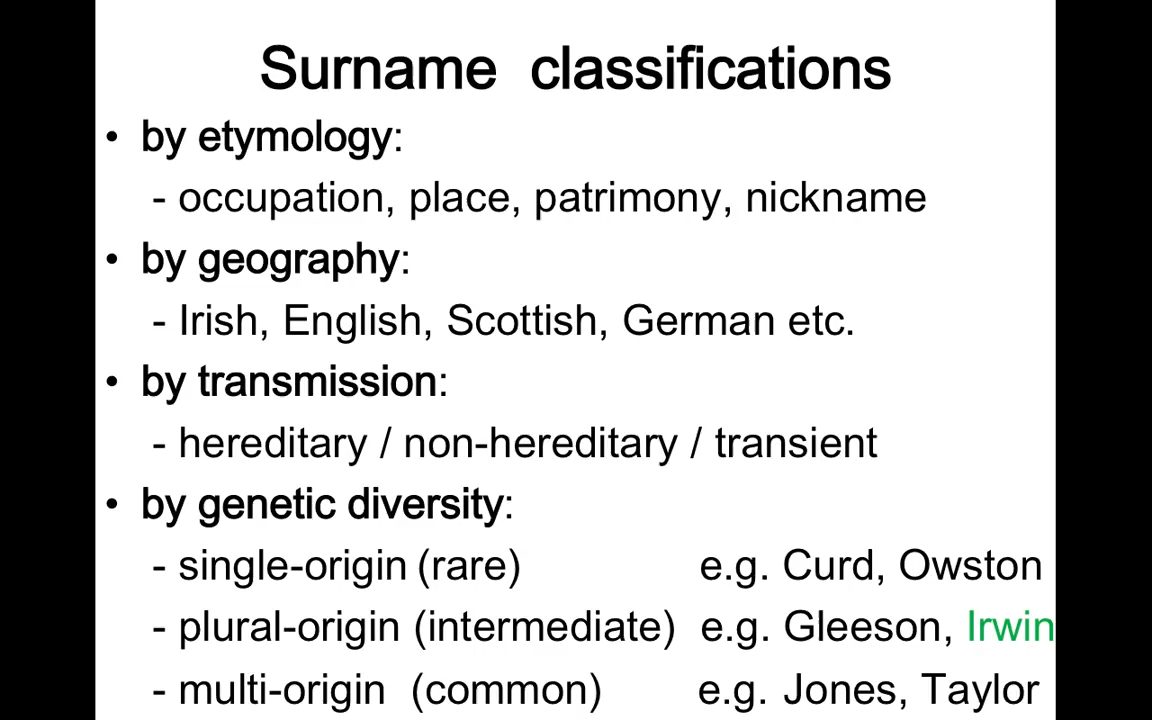 Surname classifications
• by etymology:
- occupation, place, patrimony, nickname
• by geography:
- Irish, English, Scottish, German etc.
• by transmission:
- hereditary / non-hereditary / transient
• by genetic diversity:
- single-origin (rare) e.g. Curd, Owston
- plural-origin (intermediate) e.g. Gleeson, Irwin
- multi-origin (common) e.g. Jones, Taylor